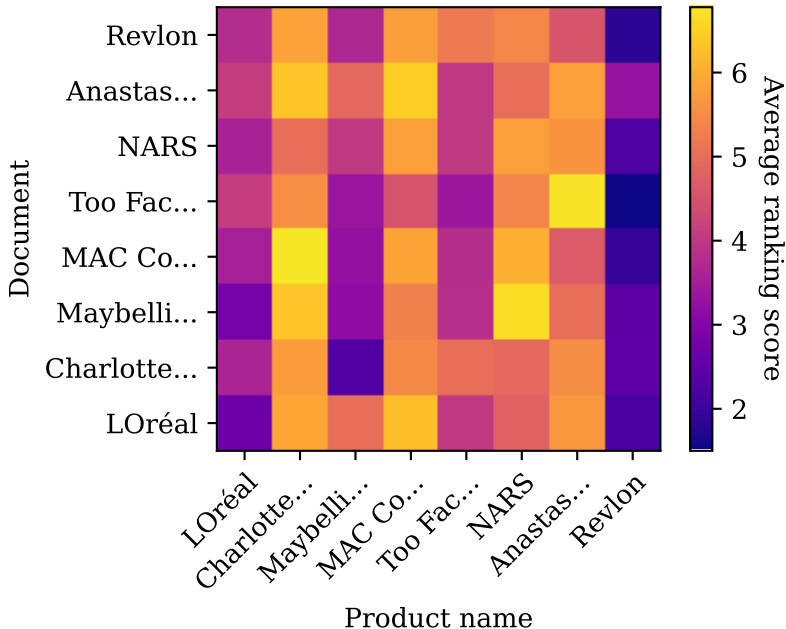 Revlon
Anastas...
NARS
Too Fac...
MAC Co...
Maybelli...
Charlotte...
LOréal
Document
LOréal
Charlotte...
Maybelli...
MAC Co...
Too Fac...
NARS
Anastas...
Revlon
Product name
6
5
4
3
2
Average ranking score